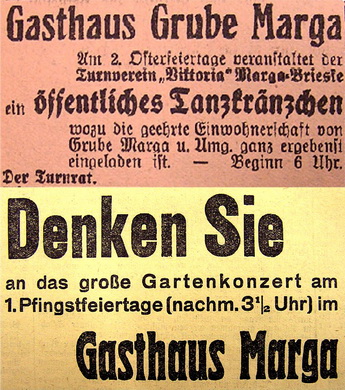 Gasthaus Grube Marga
Am 2. Osterfeiertage veranstaltet der
Turnverein „Viktoria" Marga-Brieske
ein öffentliches Tanzkränzchen
wozu die geehrte Einwohnerschaft von
Grube Marga u. Umg. ganz ergebenst
eingeladen ist. — Beginn 6 Uhr.
Der Turnrat.
Denken Sie
an das große Gartenkonzert am
1. Pfingstfeiertage (nachm. 3½ Uhr) im
Gasthaus Marga